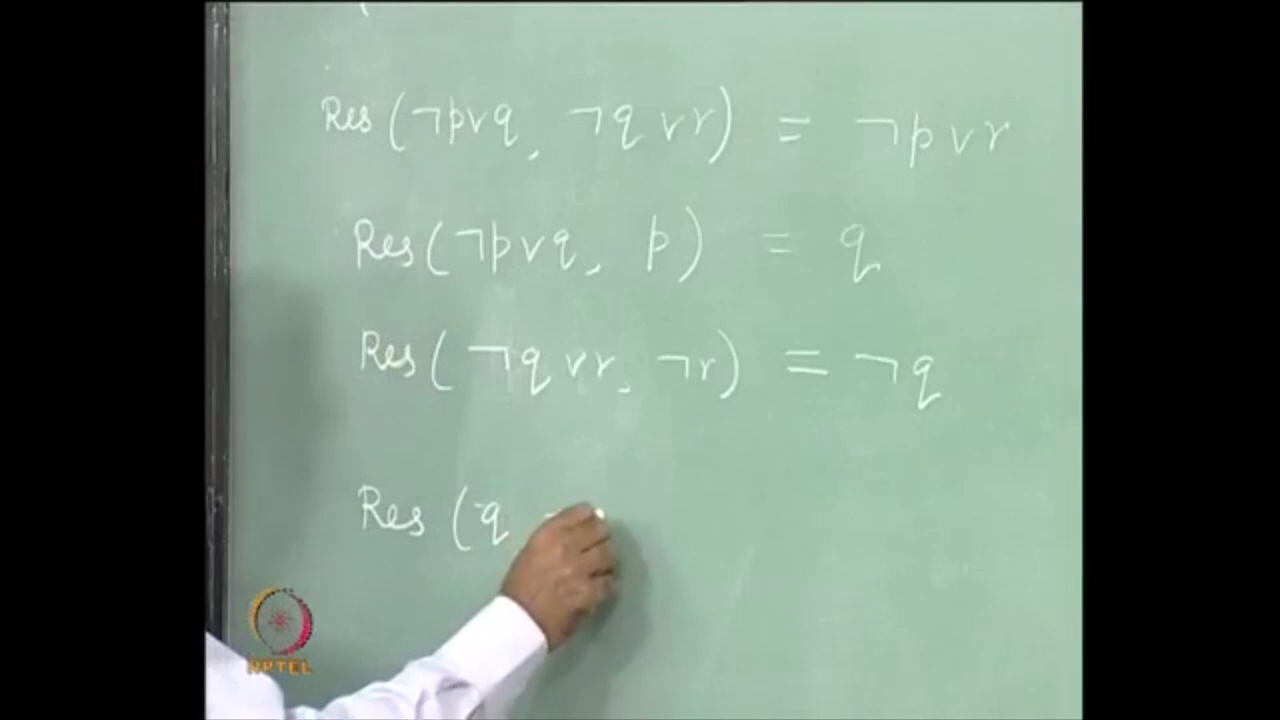 Res (¬p∨q, ¬q∨r) = ¬p∨r
Res (¬p∨q, p) = q
Res (¬q∨r, ¬r) = ¬q
Res (q
NPTEL